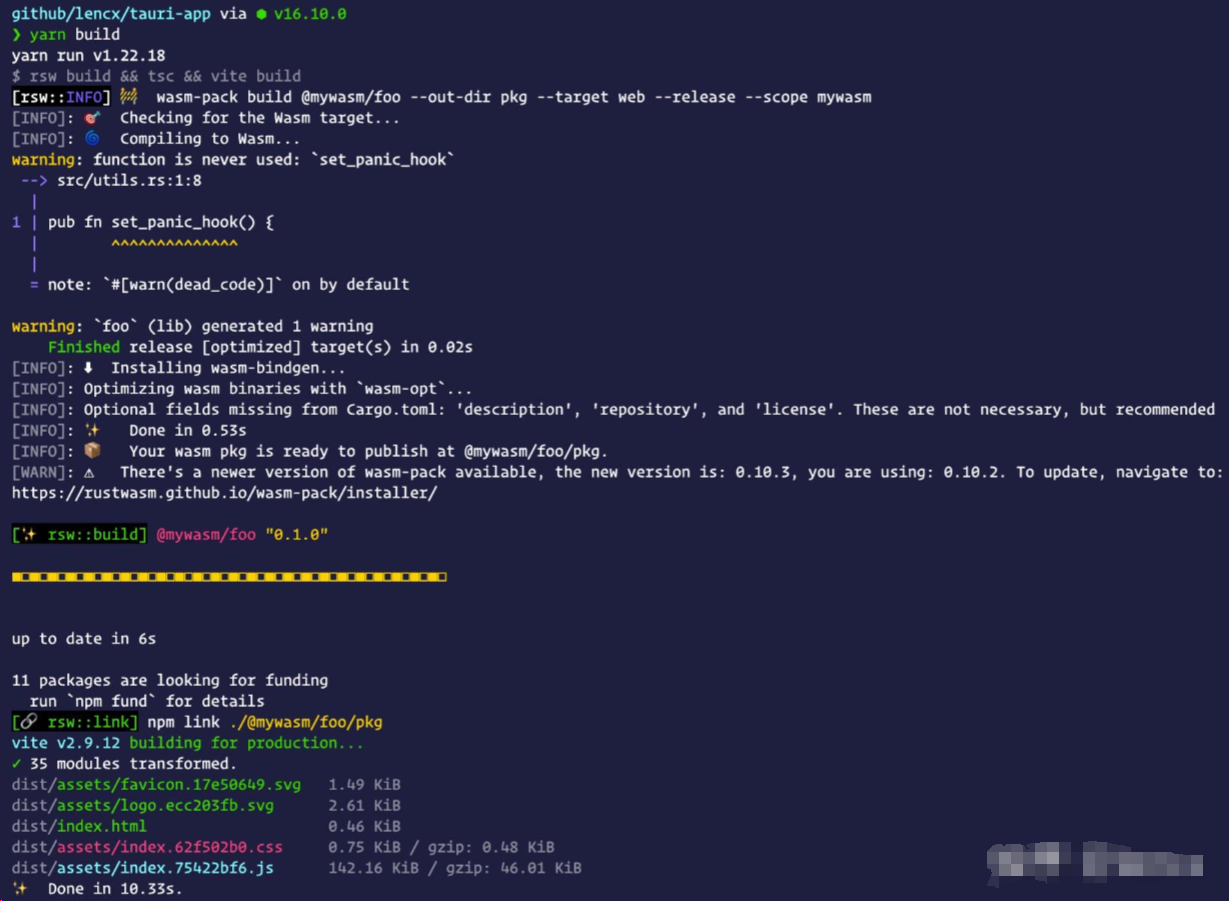 github/lencx/tauri-app via ● v16.10.0
❯ yarn build
yarn run v1.22.18
$ rsw build && tsc && vite build
[rsw::INFO] 🚧 wasm-pack build @mywasm/foo --out-dir pkg --target web --release --scope mywasm
[INFO]: 🎯 Checking for the Wasm target...
[INFO]: 🌀 Compiling to Wasm...
warning: function is never used: `set_panic_hook`
 --> src/utils.rs:1:8
  |
1 | pub fn set_panic_hook() {
  |        ^^^^^^^^^^^^^^
  |
  = note: `#[warn(dead_code)]` on by default
warning: `foo` (lib) generated 1 warning
    Finished release [optimized] target(s) in 0.02s
[INFO]: ⬇ Installing wasm-bindgen...
[INFO]: Optimizing wasm binaries with `wasm-opt`...
[INFO]: Optional fields missing from Cargo.toml: 'description', 'repository', and 'license'. These are not necessary, but recommended
[INFO]: ✨ Done in 0.53s
[INFO]: 📦 Your wasm pkg is ready to publish at @mywasm/foo/pkg.
[WARN]: ⚠ There's a newer version of wasm-pack available, the new version is: 0.10.3, you are using: 0.10.2. To update, navigate to:
https://rustwasm.github.io/wasm-pack/installer/
[✨ rsw::build] @mywasm/foo "0.1.0"
up to date in 6s
11 packages are looking for funding
  run `npm fund` for details
[🔗 rsw::link] npm link ./@mywasm/foo/pkg
vite v2.9.12 building for production...
✓ 35 modules transformed.
dist/assets/favicon.17e50649.svg   1.49 KiB
dist/assets/logo.ecc203fb.svg      2.61 KiB
dist/index.html                    0.46 KiB
dist/assets/index.62f502b0.css     0.75 KiB / gzip: 0.48 KiB
dist/assets/index.75422bf6.js      142.16 KiB / gzip: 46.01 KiB
✨ Done in 10.33s.